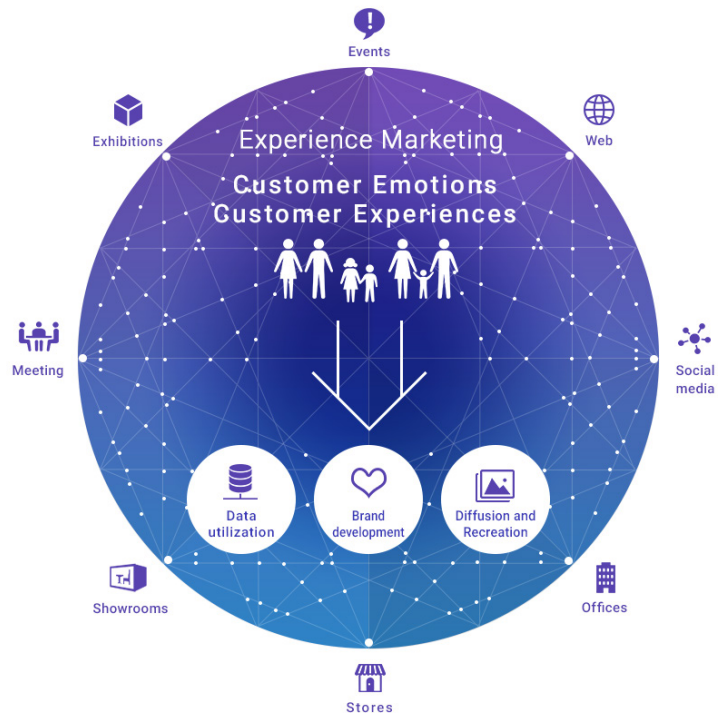 Events
Exhibitions
Web
Experience Marketing
Customer Emotions
Customer Experiences
Meeting
Social
media
Data
utilization
Brand
development
Diffusion and
Recreation
Showrooms
Offices
Stores